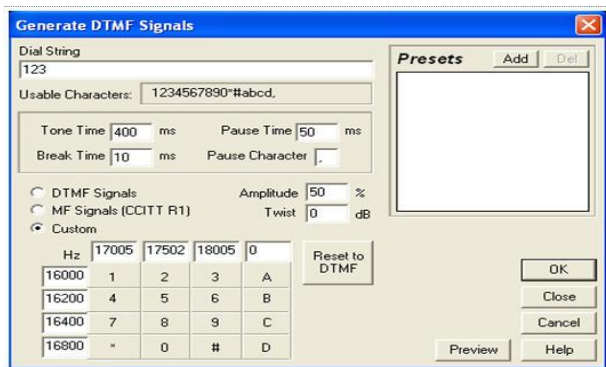 Generate DTMF Signals
Dial String
123
Usable Characters: 1234567890*#abcd,
Tone Time 400 ms Pause Time 50 ms
Break Time 10 ms Pause Character ,
DTMF Signals
MF Signals (CCITT R1)
Custom
Amplitude 50 %
Twist 0 dB
Hz 17005 17502 18005 0
16000 1 2 3 A
16200 4 5 6 B
16400 7 8 9 C
16800 * 0 # D
Reset to
DTMF
Presets Add Del
OK
Close
Cancel
Preview Help